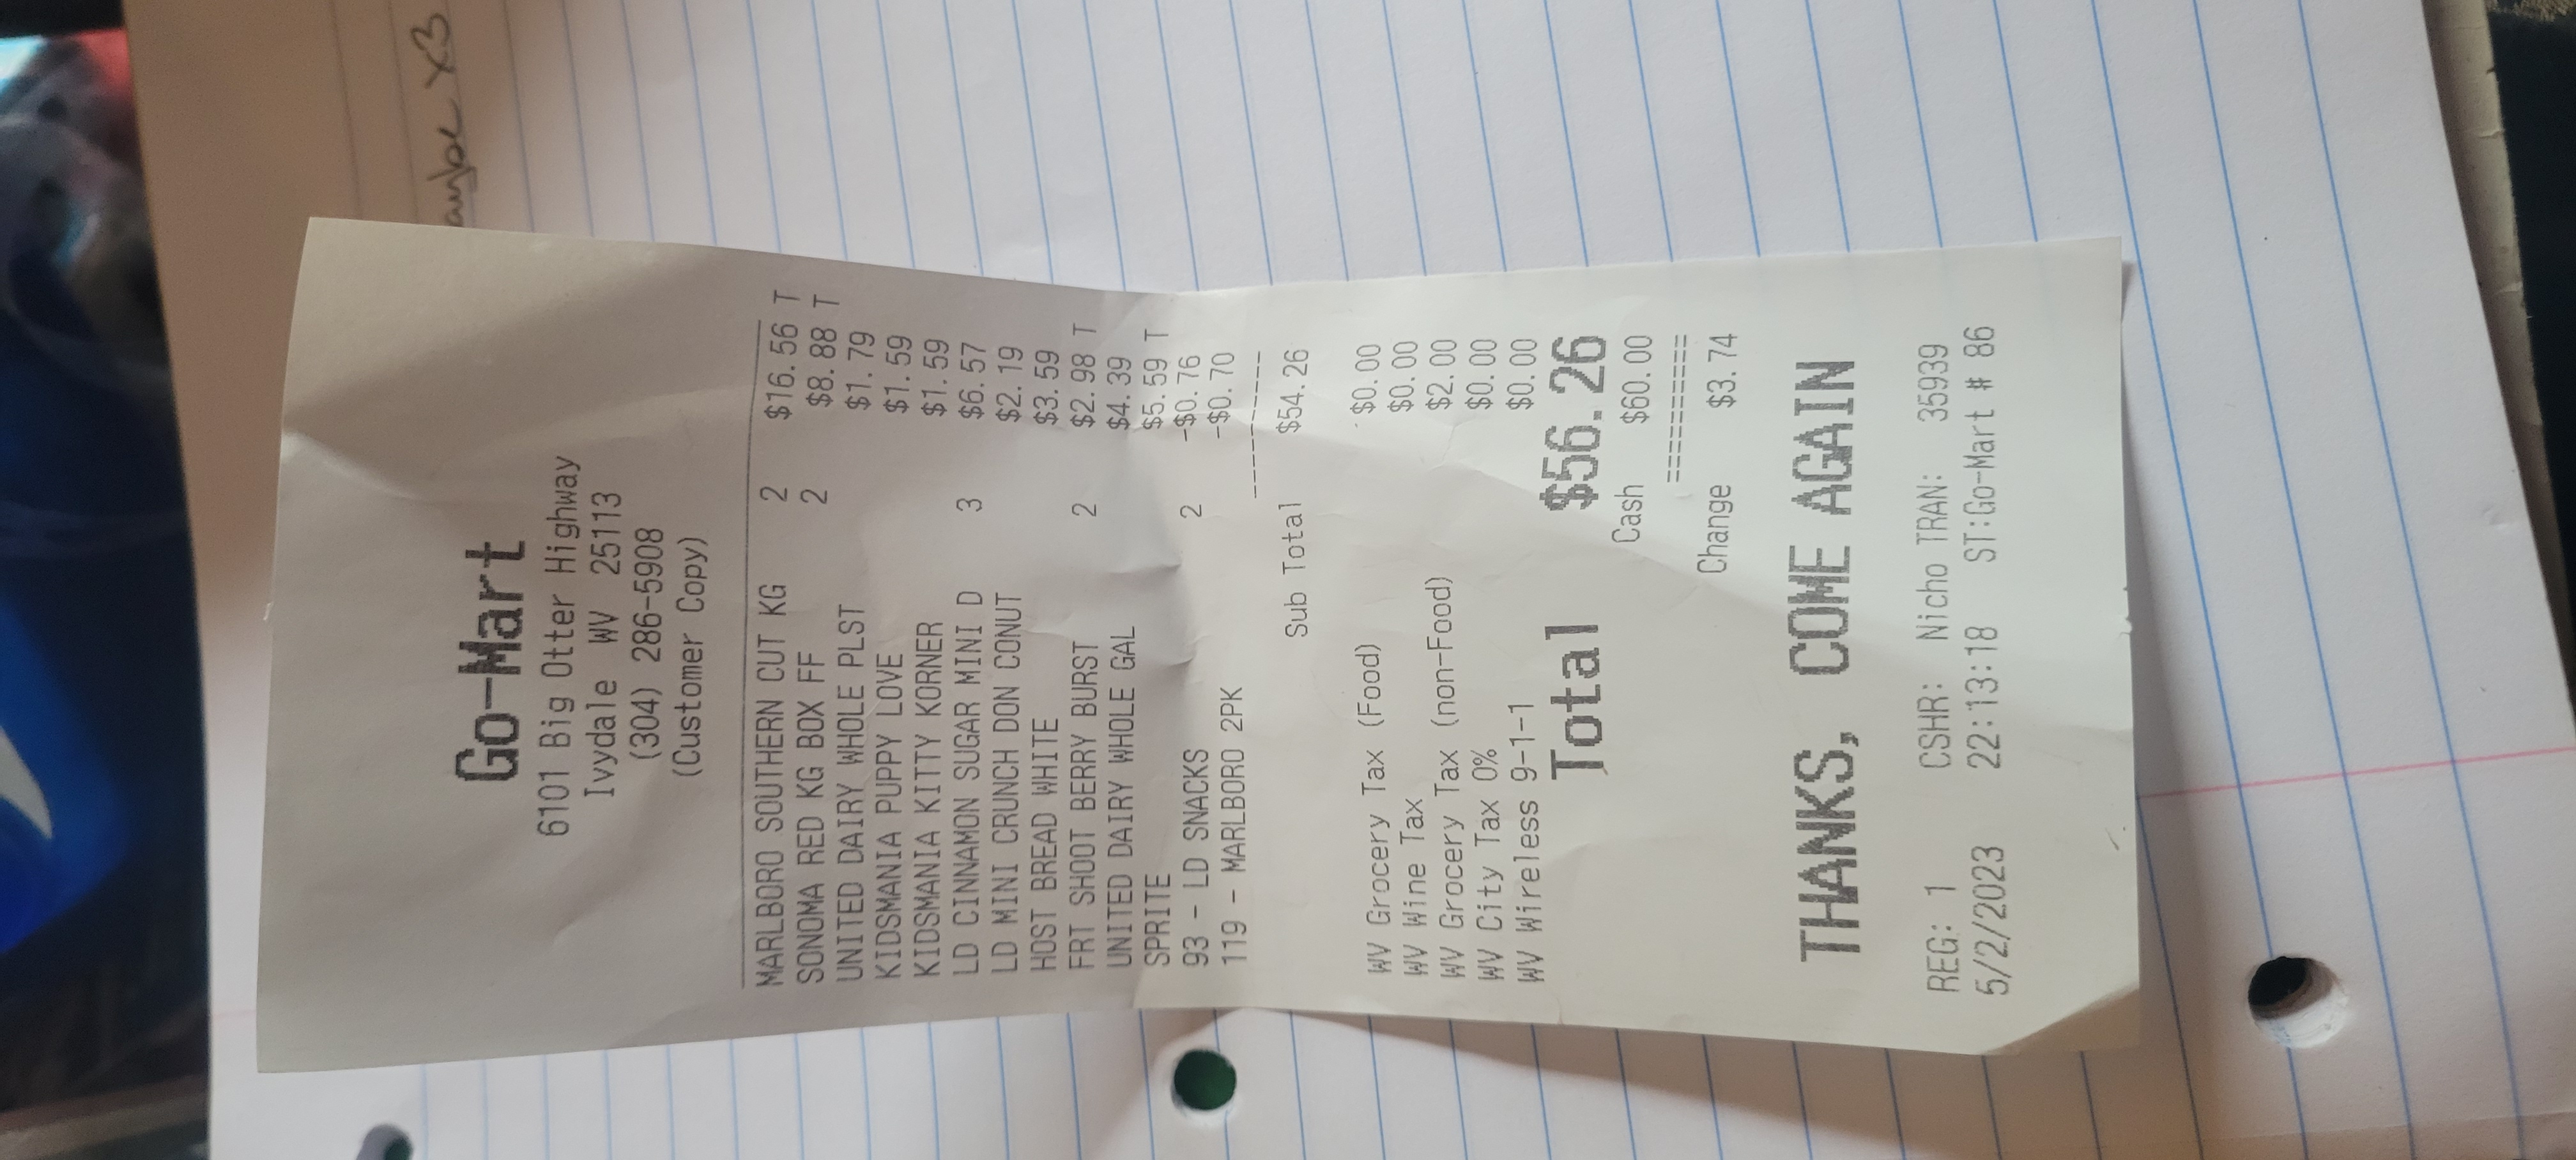 aybe x3
Go-Mart
6101 Big Otter Highway
Ivydale WV 25113
(304) 286-5908
(Customer Copy)
MARLBORO SOUTHERN CUT KG 2 $16.56 T
SONOMA RED KG BOX FF 2 $8.88 T
UNITED DAIRY WHOLE PLST $1.79
KIDSMANIA PUPPY LOVE $1.59
KIDSMANIA KITTY KORNER $1.59
LD CINNAMON SUGAR MINI D 3 $6.57
LD MINI CRUNCH DON CONUT $2.19
HOST BREAD WHITE $3.59
FRT SHOOT BERRY BURST 2 $2.98 T
UNITED DAIRY WHOLE GAL $4.39
SPRITE $5.59 T
93 - LD SNACKS 2 -$0.76
119 - MARLBORO 2PK -$0.70
----------
Sub Total $54.26
WV Grocery Tax (Food) $0.00
WV Wine Tax $0.00
WV Grocery Tax (non-Food) $2.00
WV City Tax 0% $0.00
WV Wireless 9-1-1 $0.00
Total $56.26
Cash $60.00
==========
Change $3.74
THANKS, COME AGAIN
REG: 1 CSHR: Nicho TRAN: 35939
5/2/2023 22:13:18 ST:Go-Mart # 86